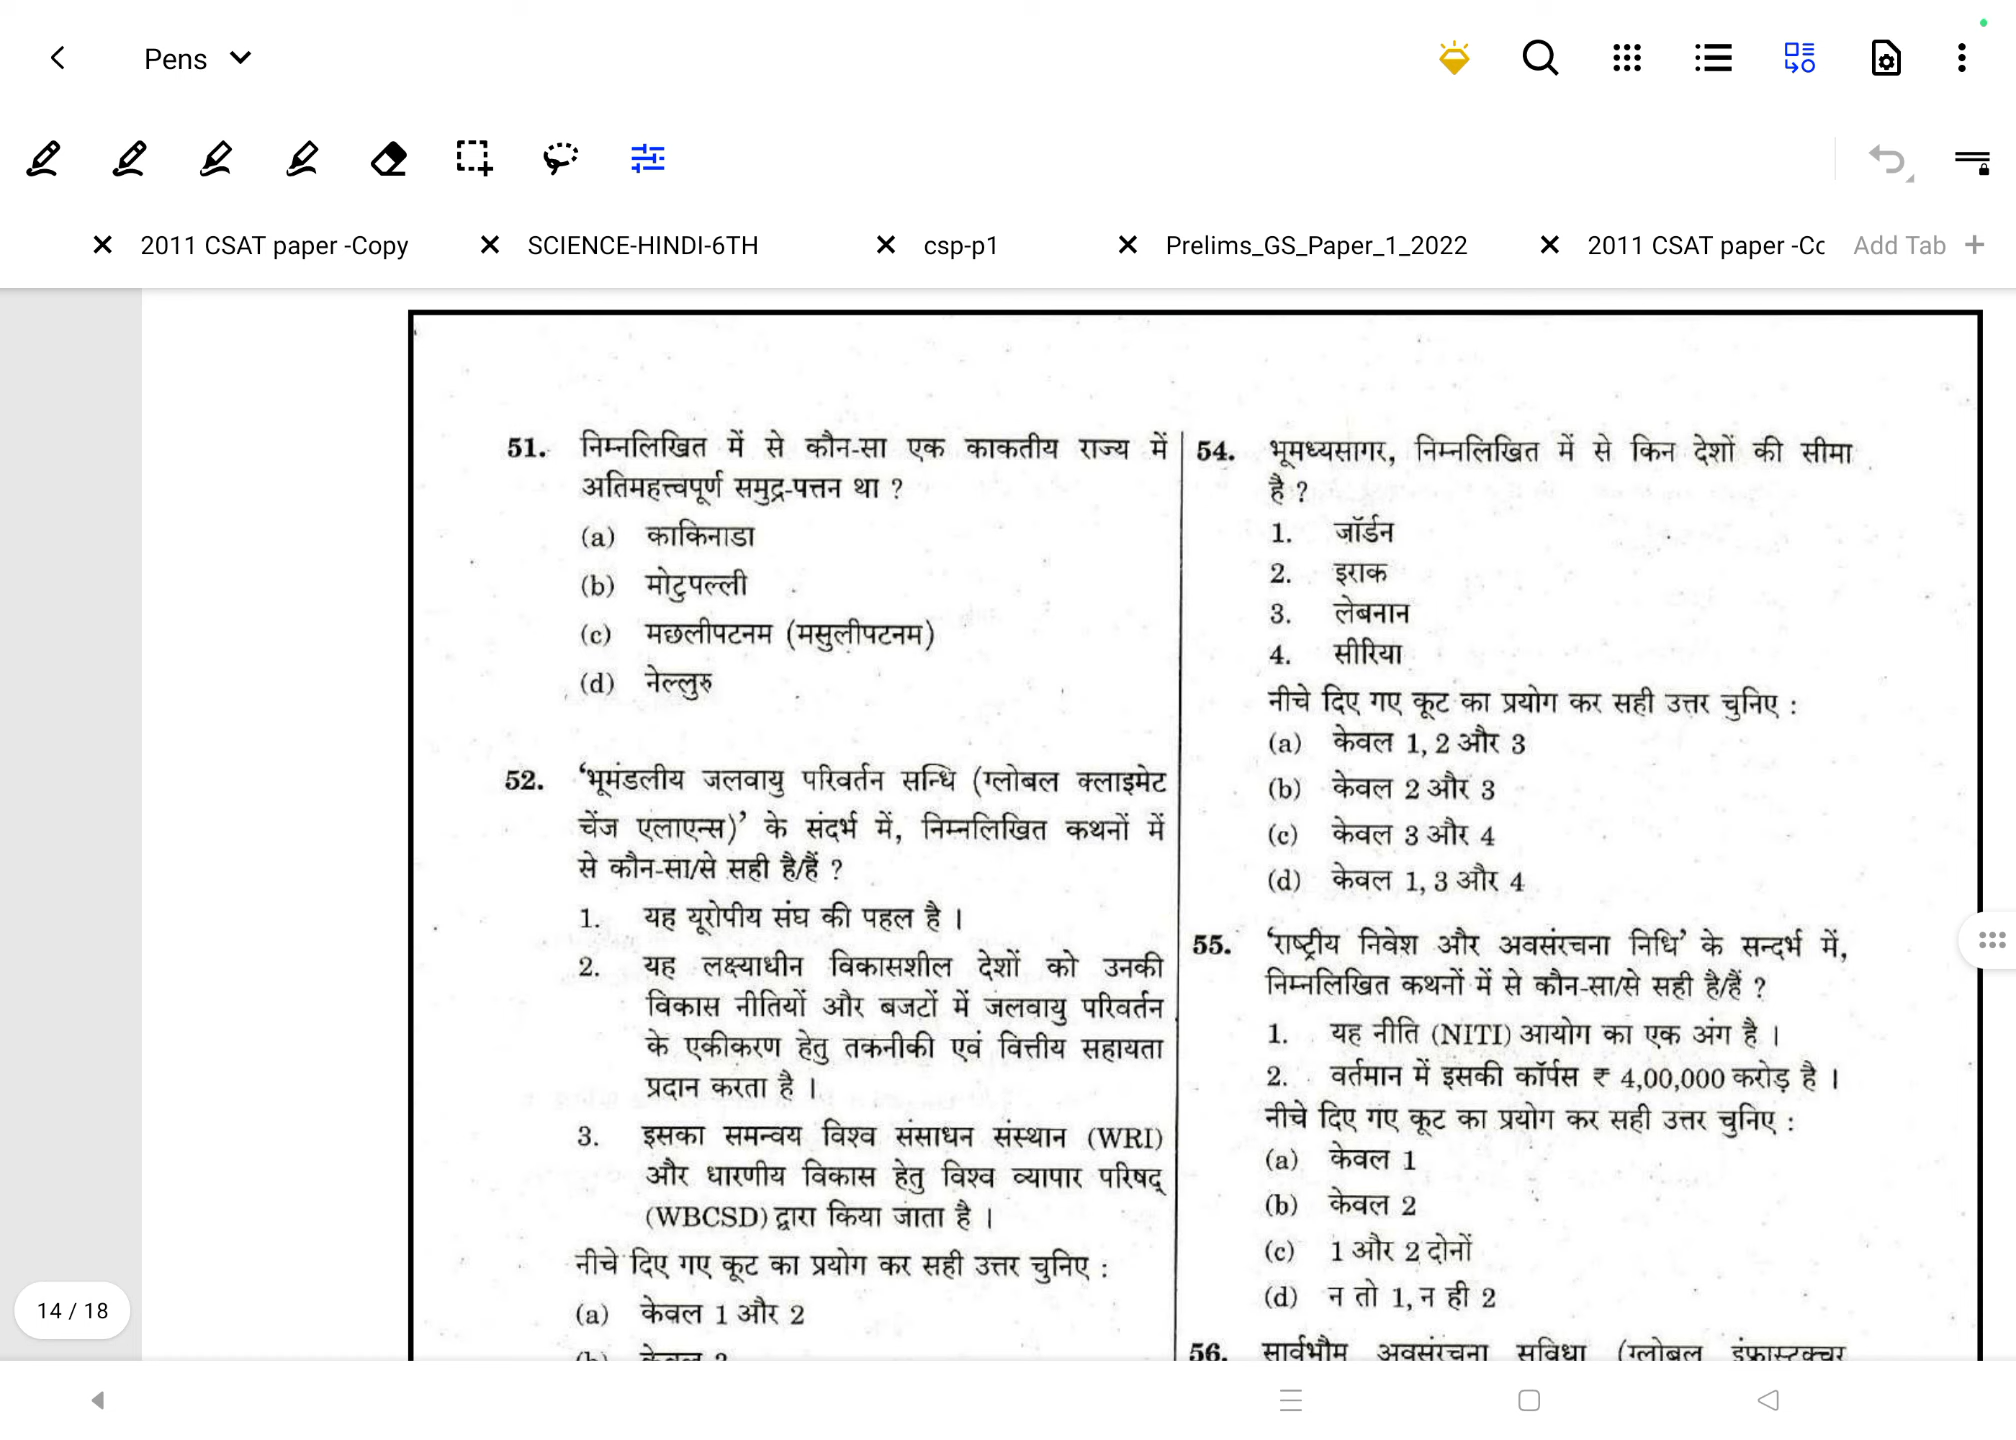 Pens
2011 CSAT paper -Copy
SCIENCE-HINDI-6TH
csp-p1
Prelims_GS_Paper_1_2022
2011 CSAT paper -Cc
Add Tab +
51. निम्नलिखित में से कौन-सा एक काकतीय राज्य में
अतिमहत्त्वपूर्ण समुद्र-पत्तन था ?
(a) काकिनाडा
(b) मोटुपल्ली
(c) मछलीपटनम (मसुलीपटनम)
(d) नेल्लुरु
52. ‘भूमंडलीय जलवायु परिवर्तन सन्धि (ग्लोबल क्लाइमेट
चेंज एलाएन्स)’ के संदर्भ में, निम्नलिखित कथनों में
से कौन-सा/से सही है/हैं ?
1. यह यूरोपीय संघ की पहल है ।
2. यह लक्ष्याधीन विकासशील देशों को उनकी
विकास नीतियों और बजटों में जलवायु परिवर्तन
के एकीकरण हेतु तकनीकी एवं वित्तीय सहायता
प्रदान करता है ।
3. इसका समन्वय विश्व संसाधन संस्थान (WRI)
और धारणीय विकास हेतु विश्व व्यापार परिषद्
(WBCSD) द्वारा किया जाता है ।
नीचे दिए गए कूट का प्रयोग कर सही उत्तर चुनिए :
(a) केवल 1 और 2
(b) केवल 3
54. भूमध्यसागर, निम्नलिखित में से किन देशों की सीमा
है ?
1. जॉर्डन
2. इराक
3. लेबनान
4. सीरिया
नीचे दिए गए कूट का प्रयोग कर सही उत्तर चुनिए :
(a) केवल 1, 2 और 3
(b) केवल 2 और 3
(c) केवल 3 और 4
(d) केवल 1, 3 और 4
55. ‘राष्ट्रीय निवेश और अवसंरचना निधि’ के सन्दर्भ में,
निम्नलिखित कथनों में से कौन-सा/से सही है/हैं ?
1. यह नीति (NITI) आयोग का एक अंग है ।
2. वर्तमान में इसकी कॉर्पस ₹ 4,00,000 करोड़ है ।
नीचे दिए गए कूट का प्रयोग कर सही उत्तर चुनिए :
(a) केवल 1
(b) केवल 2
(c) 1 और 2 दोनों
(d) न तो 1, न ही 2
56. सार्वभौम अवसंरचना सुविधा (ग्लोबल इंफ्रास्ट्रक्चर
14 / 18